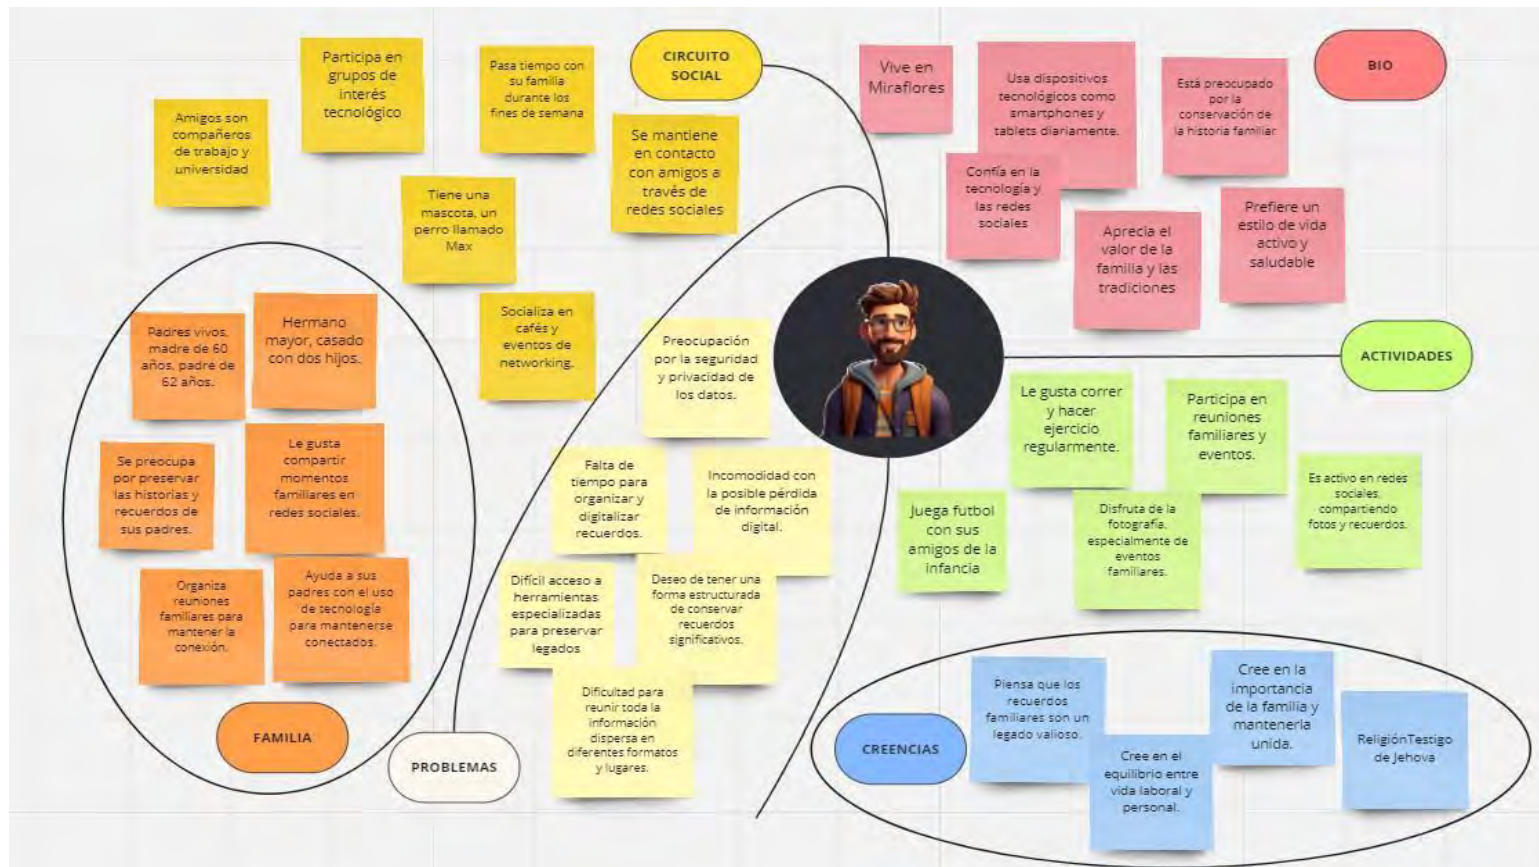 CIRCUITO
SOCIAL
Participa en
grupos de
interés
tecnológico
Pasa tiempo con
su familia
durante los
fines de semana
Amigos son
compañeros
de trabajo y
universidad
Se mantiene
en contacto
con amigos a
través de
redes sociales
Tiene una
mascota, un
perro llamado
Max
Socializa en
cafés y
eventos de
networking.
BIO
Vive en
Miraflores
Usa dispositivos
tecnológicos como
smartphones y
tablets diariamente.
Está preocupado
por la
conservación de
la historia familiar
Confía en la
tecnología y
las redes
sociales
Aprecia el
valor de la
familia y las
tradiciones
Prefiere un
estilo de vida
activo y
saludable
ACTIVIDADES
Le gusta correr
y hacer
ejercicio
regularmente.
Participa en
reuniones
familiares y
eventos.
Es activo en redes
sociales,
compartiendo
fotos y recuerdos.
Juega futbol
con sus
amigos de la
infancia
Disfruta de la
fotografía,
especialmente de
eventos
familiares.
Padres vivos,
madre de 60
años, padre de
62 años.
Hermano
mayor, casado
con dos hijos.
Se preocupa
por preservar
las historias y
recuerdos de
sus padres.
Le gusta
compartir
momentos
familiares en
redes sociales.
Organiza
reuniones
familiares para
mantener la
conexión.
Ayuda a sus
padres con el uso
de tecnología
para mantenerse
conectados.
FAMILIA
Preocupación
por la seguridad
y privacidad de
los datos.
Falta de
tiempo para
organizar y
digitalizar
recuerdos.
Incomodidad con
la posible pérdida
de información
digital.
Difícil acceso a
herramientas
especializadas
para preservar
legados
Deseo de tener una
forma estructurada
de conservar
recuerdos
significativos.
Dificultad para
reunir toda la
información
dispersa en
diferentes formatos
y lugares.
PROBLEMAS
CREENCIAS
Piensa que los
recuerdos
familiares son un
legado valioso.
Cree en el
equilibrio entre
vida laboral y
personal.
Cree en la
importancia
de la familia y
mantenerla
unida.
ReligiónTestigo
de Jehova